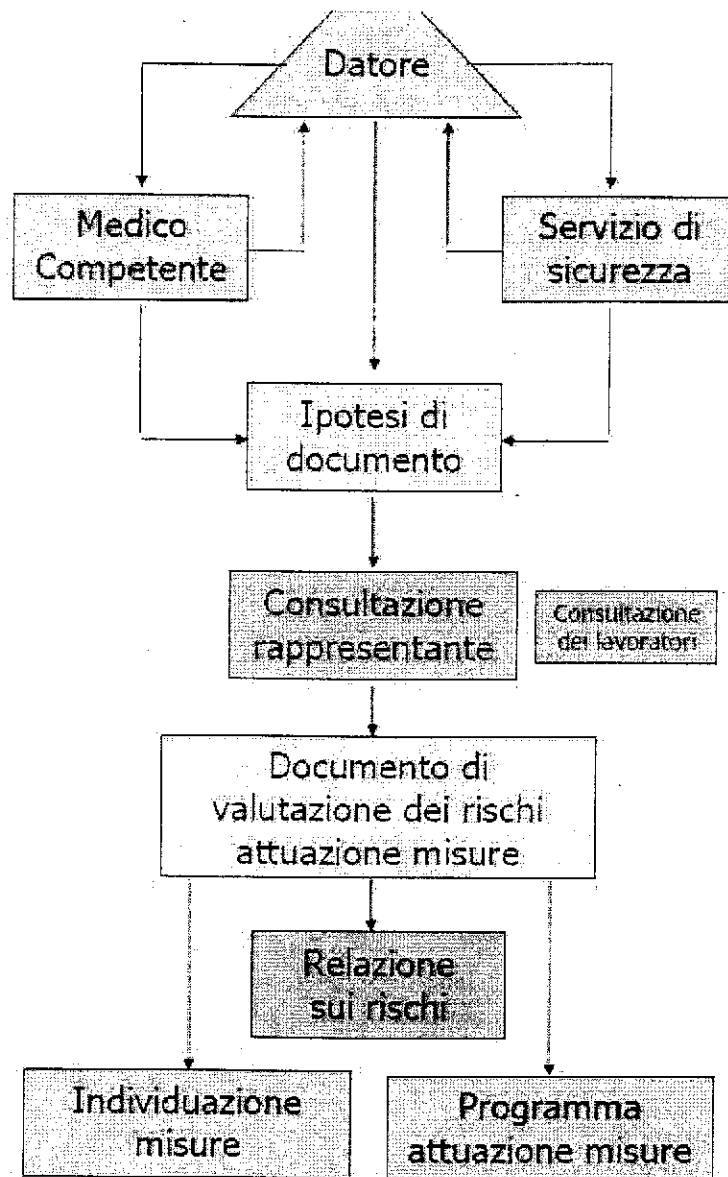 Datore
Medico
Competente
Servizio di
sicurezza
Ipotesi di
documento
Consultazione
rappresentante
Consultazione
dei lavoratori
Documento di
valutazione dei rischi
attuazione misure
Relazione
sui rischi
Individuazione
misure
Programma
attuazione misure